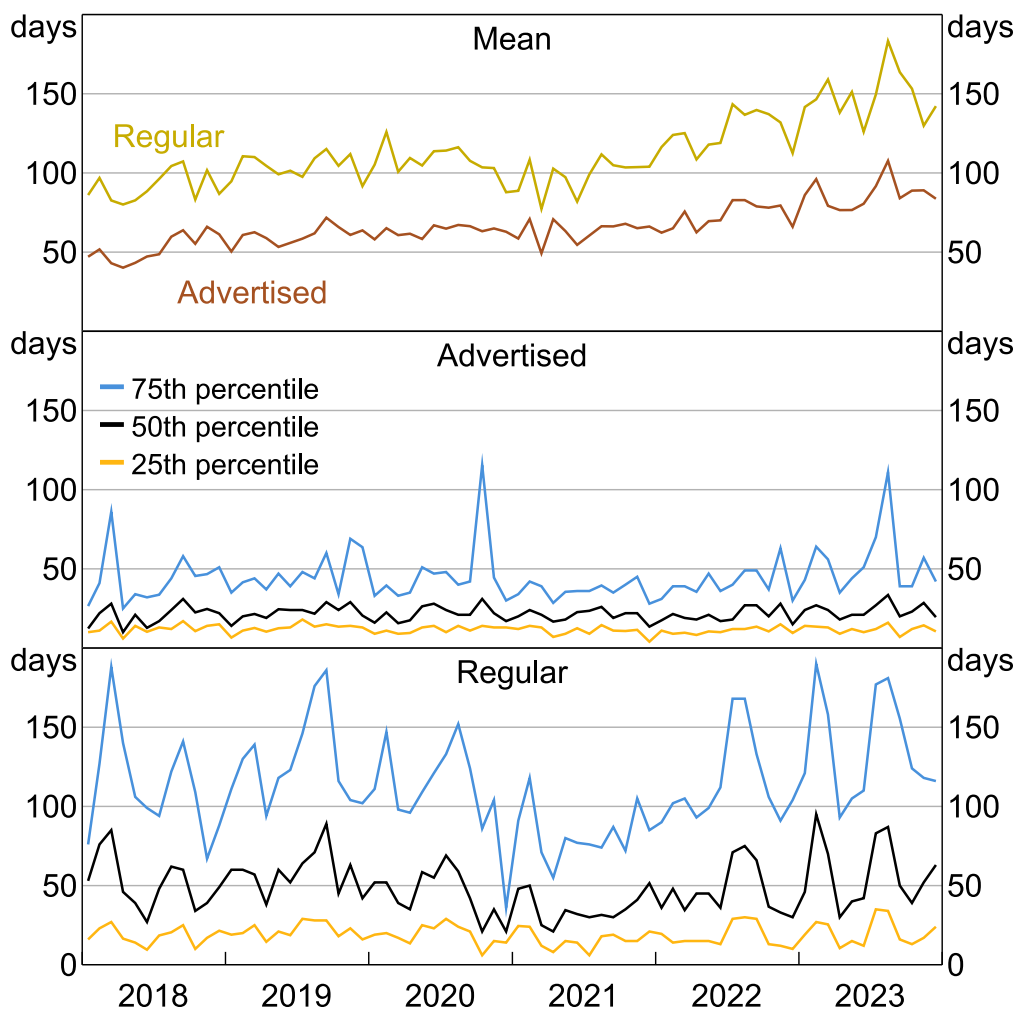 days Mean days
150 150
Regular
100 100
50 50
Advertised
days Advertised days
75th percentile
150 150
50th percentile
25th percentile
100 100
50 50
days Regular days
150 150
100 100
50 50
0 0
2018 2019 2020 2021 2022 2023